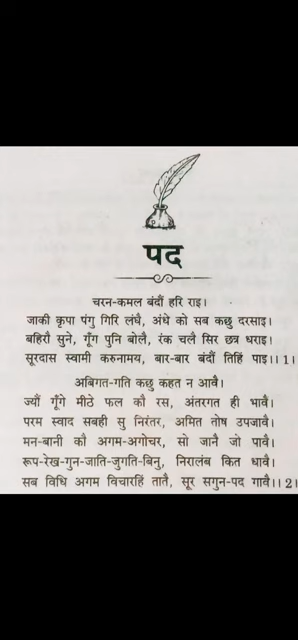 पद
चरन-कमल बंदौं हरि राइ।
जाकी कृपा पंगु गिरि लंघै, अंधे को सब कछु दरसाइ।
बहिरौ सुने, गूँग पुनि बोलै, रंक चलै सिर छत्र धराइ।
सूरदास स्वामी करुनामय, बार-बार बंदौं तिहिं पाइ।।1।
अबिगत-गति कछु कहत न आवै।
ज्यौं गूँगे मीठे फल कौ रस, अंतरगत ही भावै।
परम स्वाद सबही सु निरंतर, अमित तोष उपजावै।
मन-बानी कौ अगम-अगोचर, सो जानै जो पावै।
रूप-रेख-गुन-जाति-जुगति-बिनु, निरालंब कित धावै।
सब विधि अगम विचारहिं तातै, सूर सगुन-पद गावै।।2।